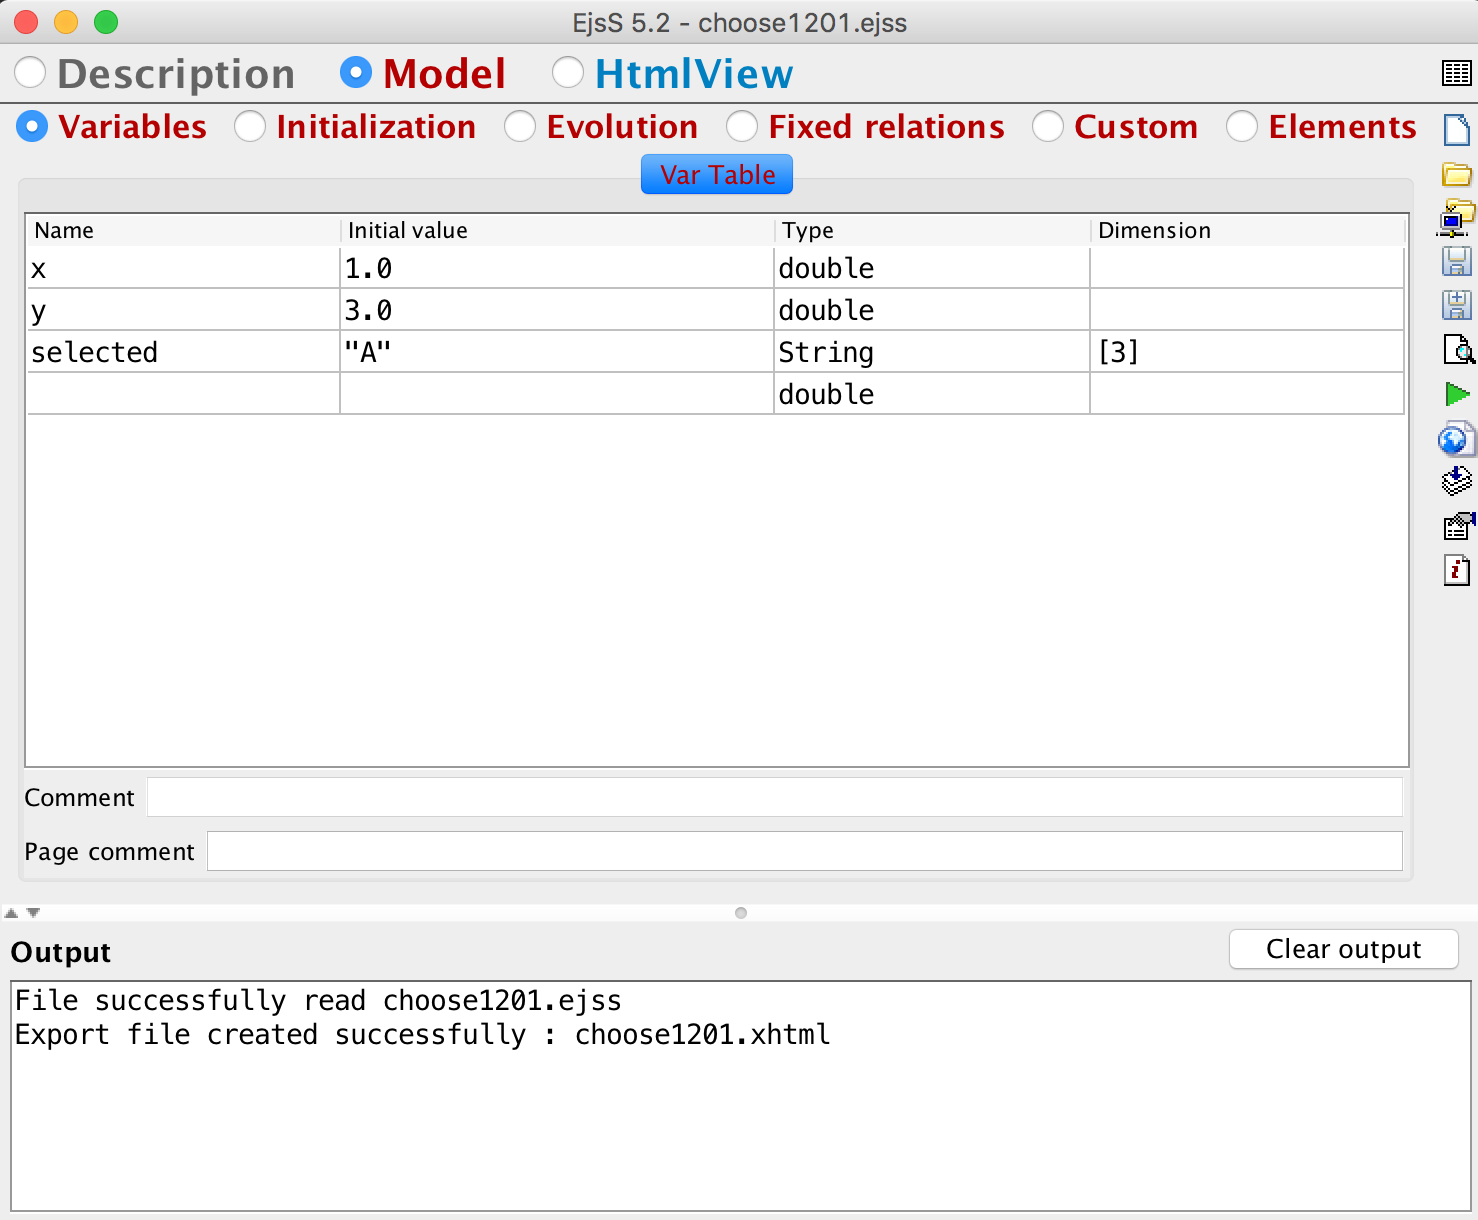 EjsS 5.2 - choose1201.ejss
Description Model HtmlView
Variables Initialization Evolution Fixed relations Custom Elements
Var Table
Name Initial value Type Dimension
x 1.0 double
y 3.0 double
selected "A" String [3]
double
Comment
Page comment
Output Clear output
File successfully read choose1201.ejss
Export file created successfully : choose1201.xhtml